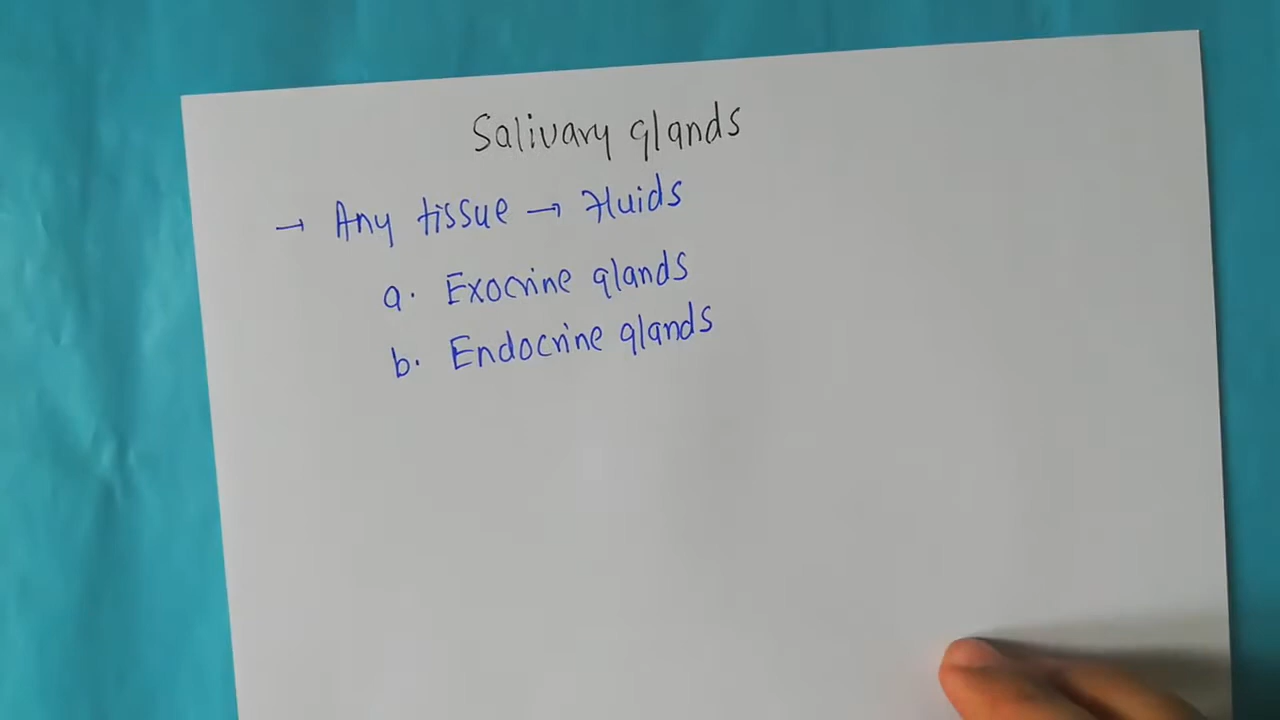 Salivary glands
→ Any tissue → Fluids
a. Exocrine glands
b. Endocrine glands